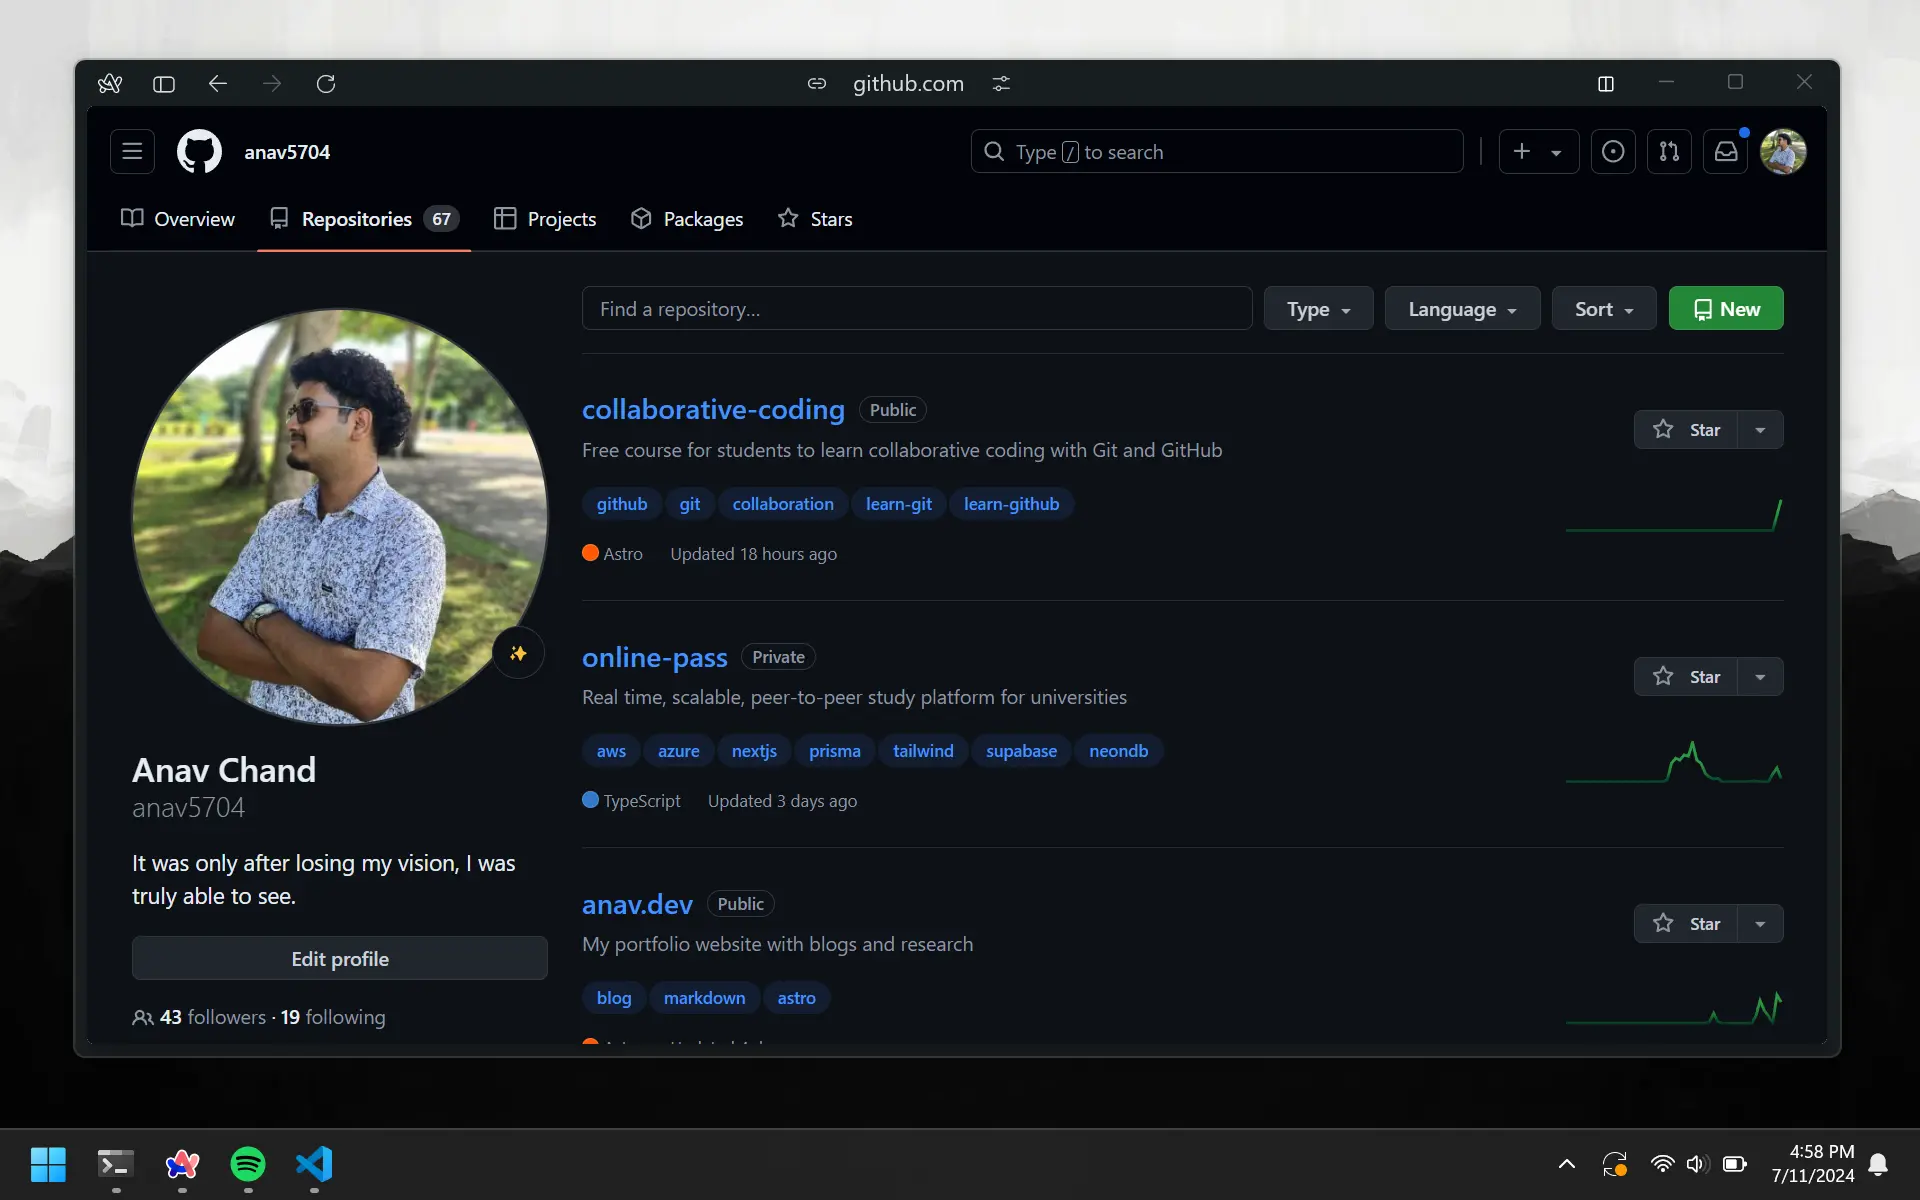 github.com
anav5704
Type / to search
Overview
Repositories 67
Projects
Packages
Stars
Find a repository...
Type
Language
Sort
New
collaborative-coding Public
Star
Free course for students to learn collaborative coding with Git and GitHub
github git collaboration learn-git learn-github
Astro Updated 18 hours ago
online-pass Private
Star
Real time, scalable, peer-to-peer study platform for universities
aws azure nextjs prisma tailwind supabase neondb
TypeScript Updated 3 days ago
anav.dev Public
Star
My portfolio website with blogs and research
blog markdown astro
Anav Chand
anav5704
It was only after losing my vision, I was
truly able to see.
Edit profile
43 followers · 19 following
4:58 PM
7/11/2024